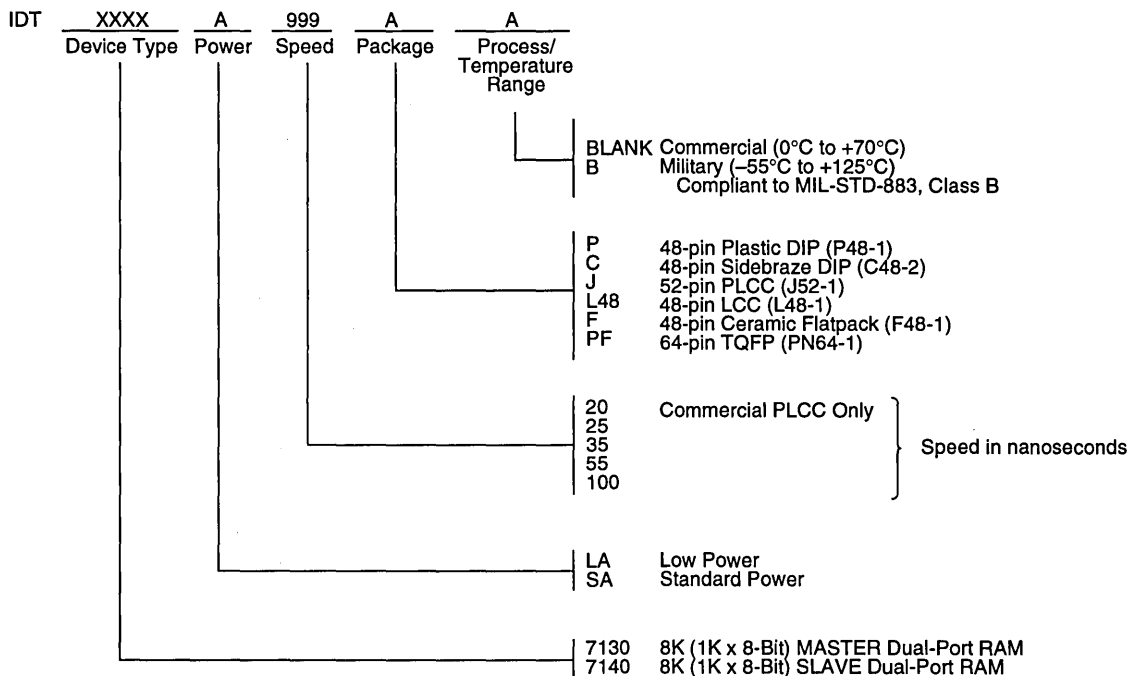 IDT XXXX A 999 A A
Device Type Power Speed Package Process/
Temperature
Range
BLANK Commercial (0°C to +70°C)
B Military (–55°C to +125°C)
Compliant to MIL-STD-883, Class B
P 48-pin Plastic DIP (P48-1)
C 48-pin Sidebraze DIP (C48-2)
J 52-pin PLCC (J52-1)
L48 48-pin LCC (L48-1)
F 48-pin Ceramic Flatpack (F48-1)
PF 64-pin TQFP (PN64-1)
20 Commercial PLCC Only
25
35 Speed in nanoseconds
55
100
LA Low Power
SA Standard Power
7130 8K (1K x 8-Bit) MASTER Dual-Port RAM
7140 8K (1K x 8-Bit) SLAVE Dual-Port RAM